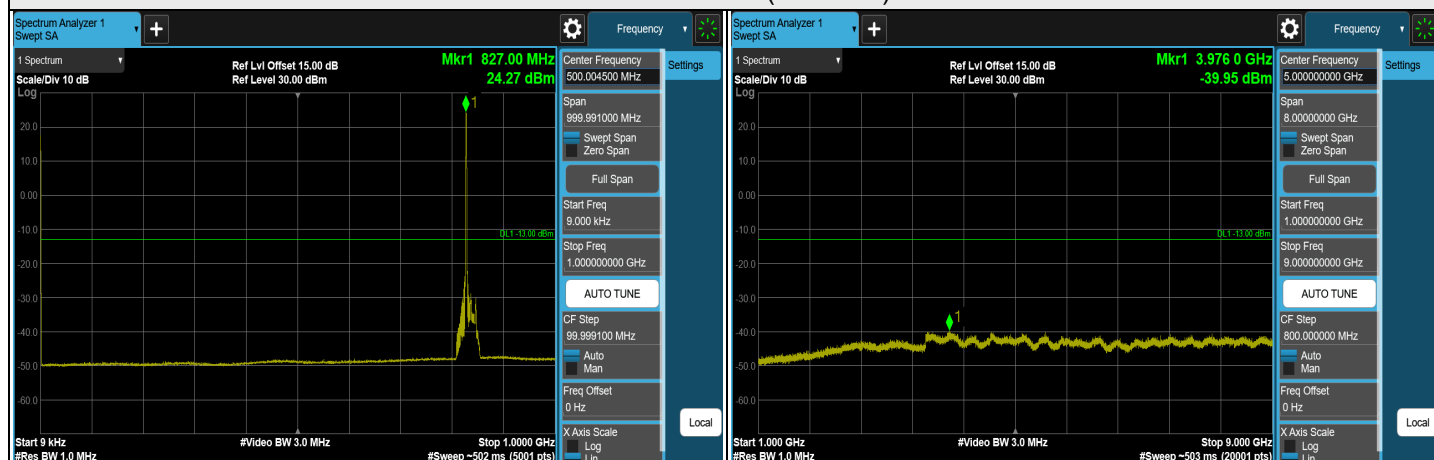 Spectrum Analyzer 1
Swept SA
+
Frequency
1 Spectrum
Scale/Div 10 dB
Ref Lvl Offset 15.00 dB
Ref Level 30.00 dBm
Mkr1 827.00 MHz
24.27 dBm
Log
1
20.0
10.0
0.00
-10.0
-20.0
-30.0
-40.0
-50.0
-60.0
DL1 -13.00 dBm
Start 9 kHz
#Res BW 1.0 MHz
#Video BW 3.0 MHz
Stop 1.0000 GHz
#Sweep ~502 ms (5001 pts)
Center Frequency
500.004500 MHz
Span
999.991000 MHz
Swept Span
Zero Span
Full Span
Start Freq
9.000 kHz
Stop Freq
1.000000000 GHz
AUTO TUNE
CF Step
99.999100 MHz
Auto
Man
Freq Offset
0 Hz
X Axis Scale
Log
Lin
Settings
Local
Spectrum Analyzer 1
Swept SA
+
Frequency
1 Spectrum
Scale/Div 10 dB
Ref Lvl Offset 15.00 dB
Ref Level 30.00 dBm
Mkr1 3.976 0 GHz
-39.95 dBm
Log
1
20.0
10.0
0.00
-10.0
-20.0
-30.0
-40.0
-50.0
-60.0
DL1 -13.00 dBm
Start 1.000 GHz
#Res BW 1.0 MHz
#Video BW 3.0 MHz
Stop 9.000 GHz
#Sweep ~503 ms (20001 pts)
Center Frequency
5.000000000 GHz
Span
8.00000000 GHz
Swept Span
Zero Span
Full Span
Start Freq
1.000000000 GHz
Stop Freq
9.000000000 GHz
AUTO TUNE
CF Step
800.000000 MHz
Auto
Man
Freq Offset
0 Hz
X Axis Scale
Log
Lin
Settings
Local